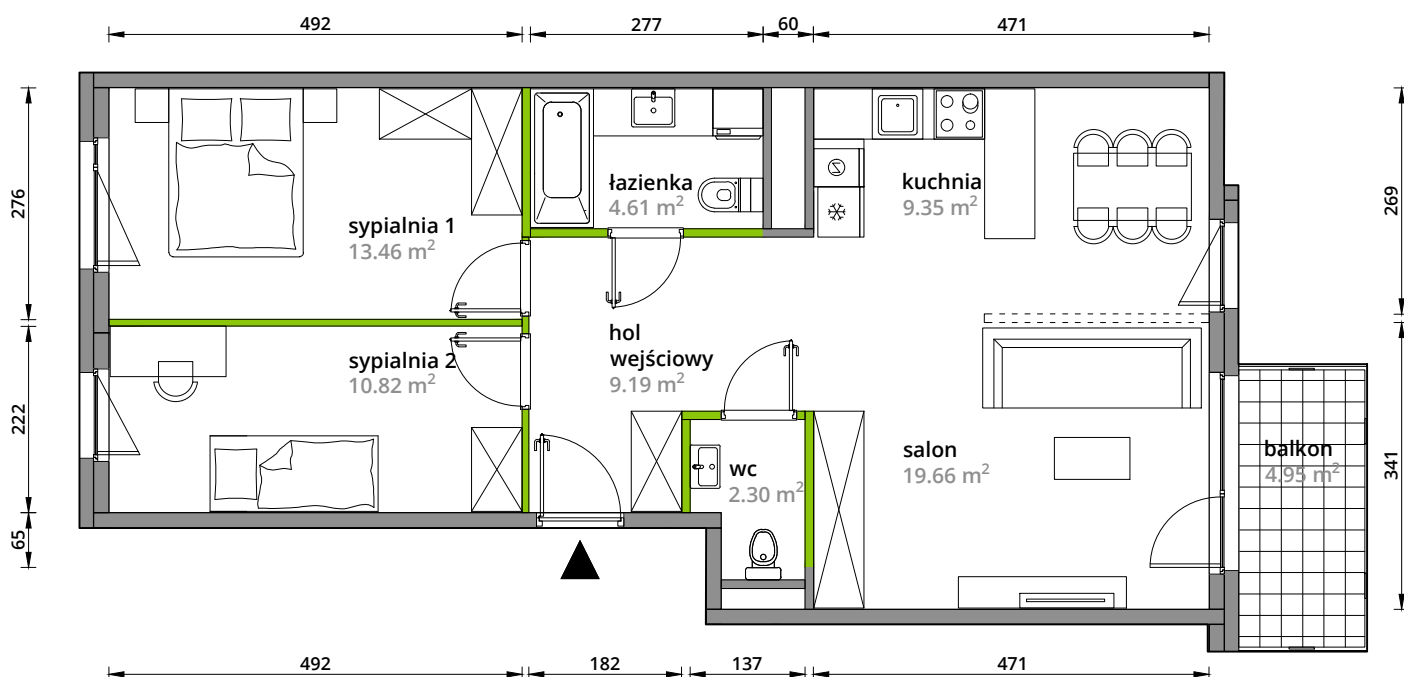 492
277
60
471
276
269
łazienka
4.61 m²
kuchnia
9.35 m²
sypialnia 1
13.46 m²
hol
wejściowy
9.19 m²
sypialnia 2
10.82 m²
222
341
salon
19.66 m²
balkon
4.95 m²
wc
2.30 m²
65
492
182
137
471